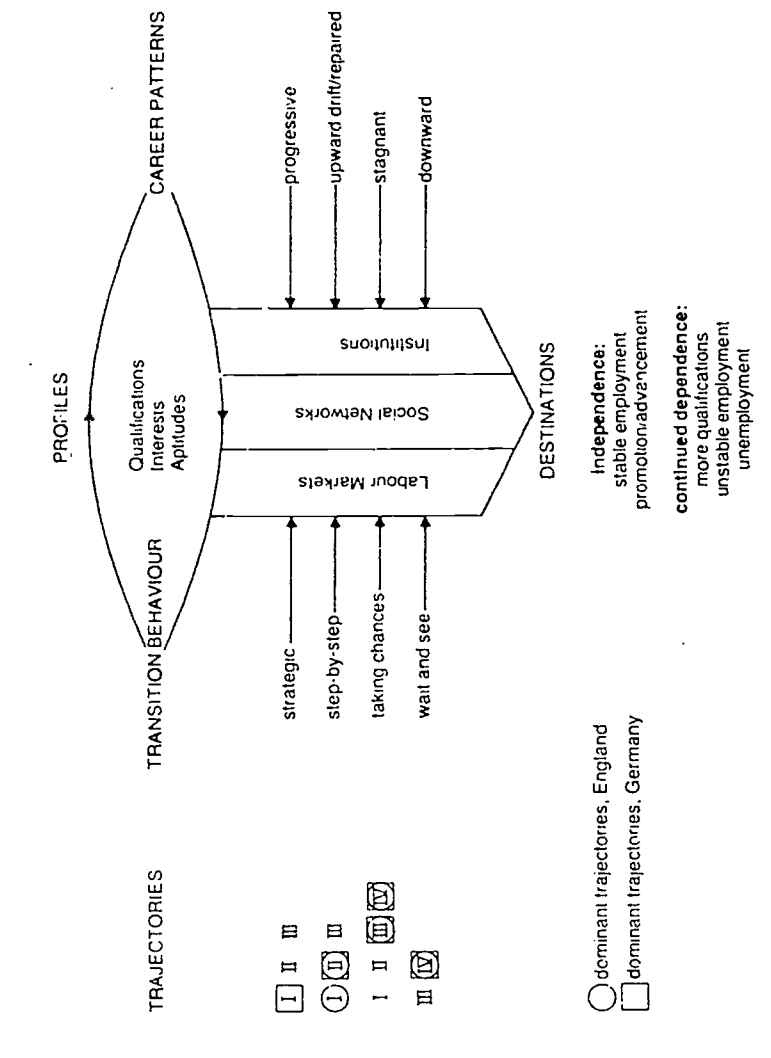 PROFILES
TRAJECTORIES
TRANSITION BEHAVIOUR
CAREER PATTERNS
Qualifications
Interests
Aptitudes
I II III
strategic
progressive
I II III
step-by-step
upward drift/repaired
I II III IV
taking chances
stagnant
III IV
wait and see
downward
Labour Markets
Social Networks
Institutions
DESTINATIONS
dominant trajectories, England
dominant trajectories, Germany
Independence:
stable employment
promotion/advancement
continued dependence:
more qualifications
unstable employment
unemployment